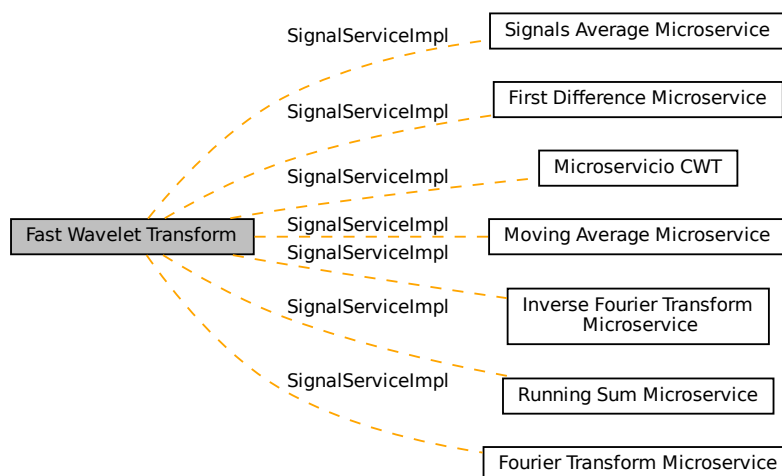 SignalServiceImpl
Signals Average Microservice
SignalServiceImpl
First Difference Microservice
SignalServiceImpl
Microservicio CWT
Fast Wavelet Transform
SignalServiceImpl
Moving Average Microservice
SignalServiceImpl
Inverse Fourier Transform
Microservice
SignalServiceImpl
Running Sum Microservice
SignalServiceImpl
Fourier Transform Microservice